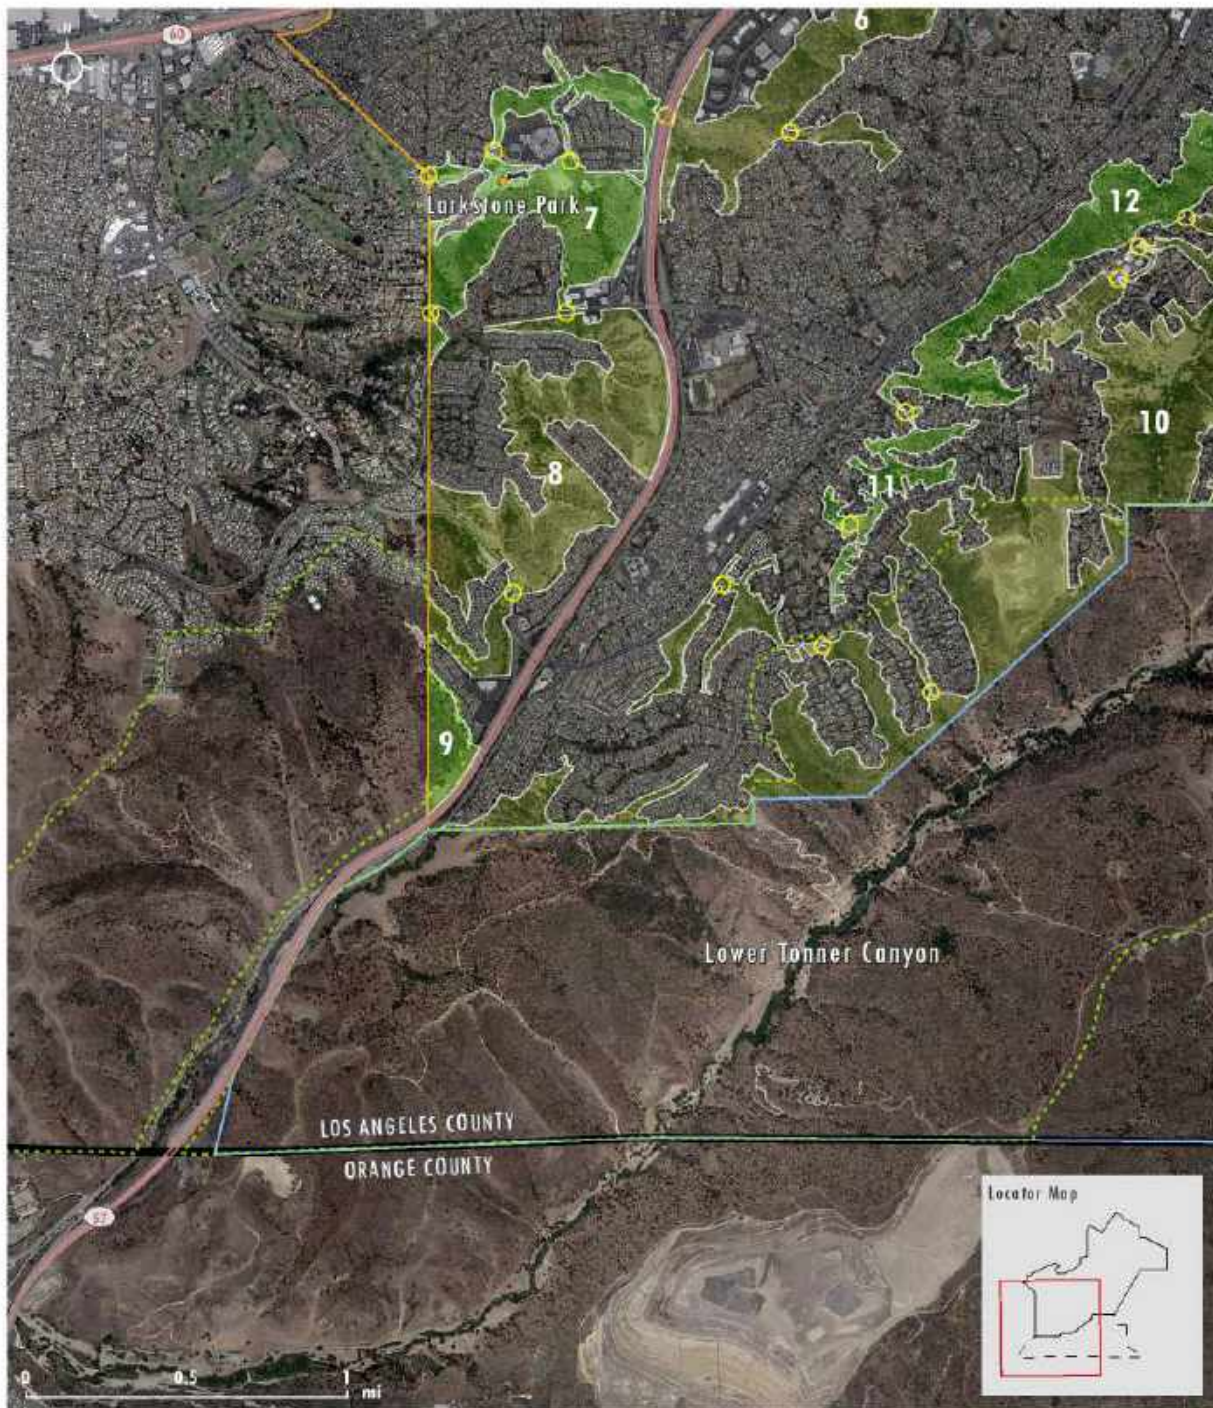 N
60
6
Larkstone Park
7
12
10
8
11
9
Lower Tonner Canyon
LOS ANGELES COUNTY
ORANGE COUNTY
57
Locator Map
0 0.5 1
mi